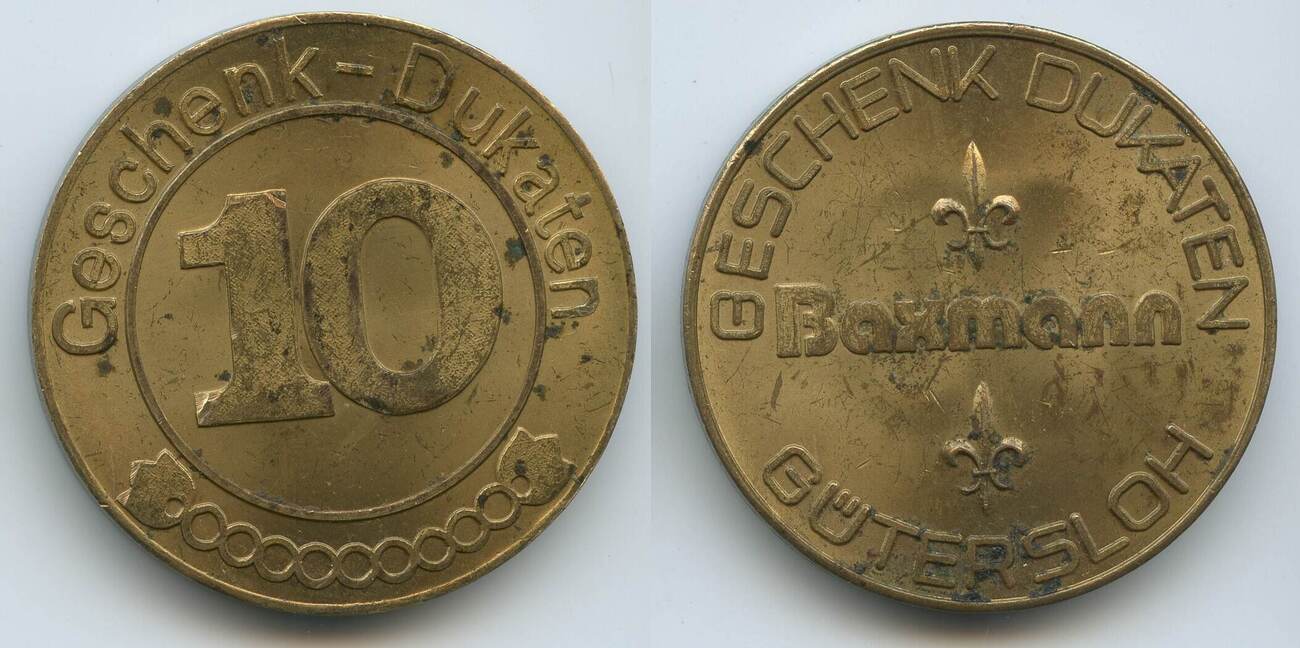 Geschenk-Dukaten
10
GESCHENK DUKATEN
Baxmann
GÜTERSLOH